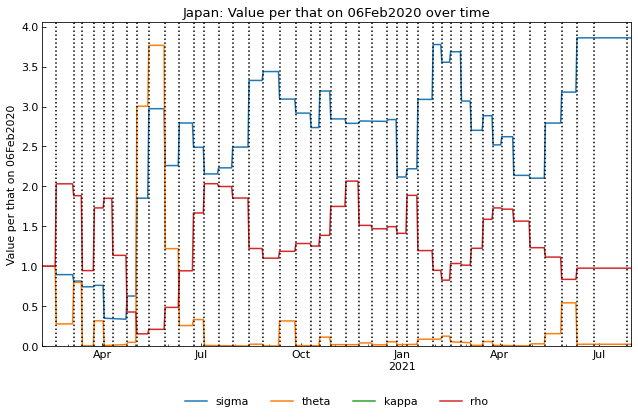 Japan: Value per that on 06Feb2020 over time
Value per that on 06Feb2020
4.0
3.5
3.0
2.5
2.0
1.5
1.0
0.5
0.0
Apr Jul Oct Jan Apr Jul
2021
sigma theta kappa rho